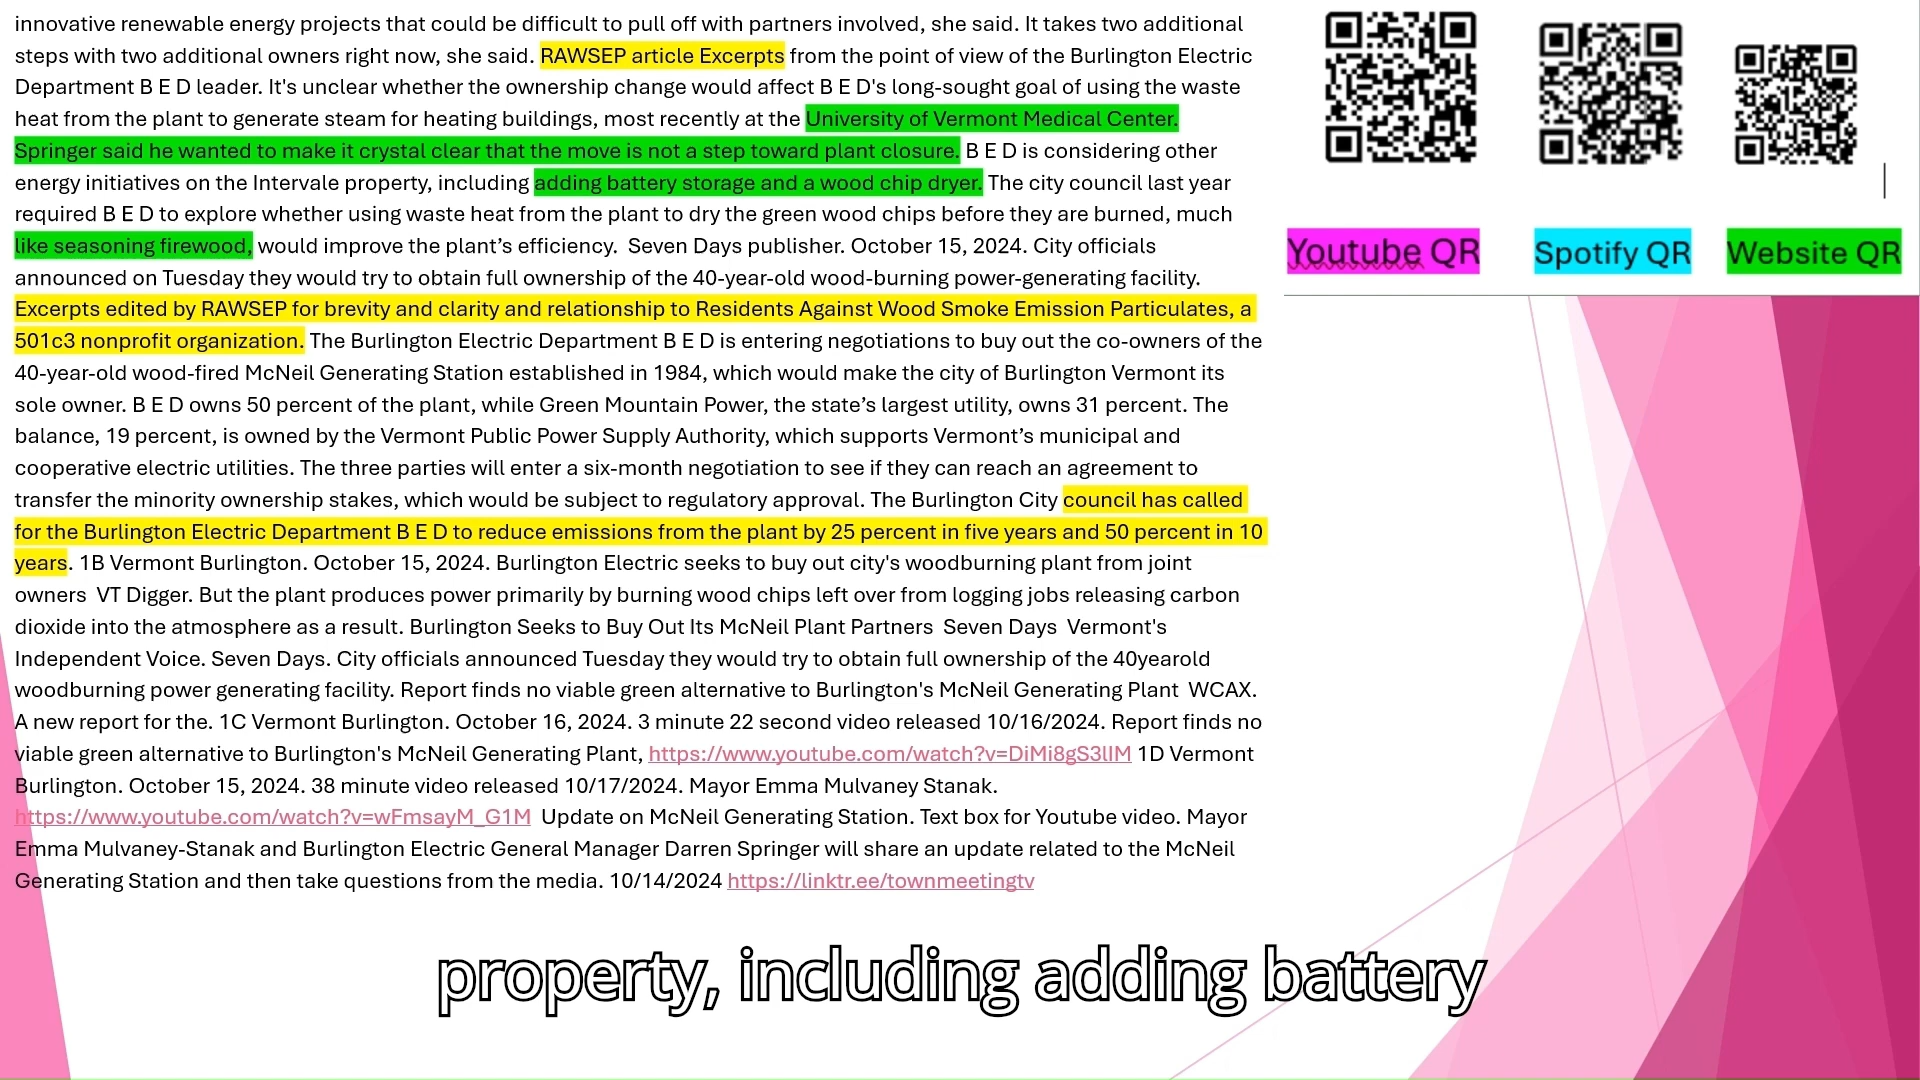 innovative renewable energy projects that could be difficult to pull off with partners involved, she said. It takes two additional
steps with two additional owners right now, she said. RAWSEP article Excerpts from the point of view of the Burlington Electric
Department B E D leader. It's unclear whether the ownership change would affect B E D's long-sought goal of using the waste
heat from the plant to generate steam for heating buildings, most recently at the University of Vermont Medical Center.
Springer said he wanted to make it crystal clear that the move is not a step toward plant closure. B E D is considering other
energy initiatives on the Intervale property, including adding battery storage and a wood chip dryer. The city council last year
required B E D to explore whether using waste heat from the plant to dry the green wood chips before they are burned, much
like seasoning firewood, would improve the plant’s efficiency.  Seven Days publisher. October 15, 2024. City officials
announced on Tuesday they would try to obtain full ownership of the 40-year-old wood-burning power-generating facility.
Excerpts edited by RAWSEP for brevity and clarity and relationship to Residents Against Wood Smoke Emission Particulates, a
501c3 nonprofit organization. The Burlington Electric Department B E D is entering negotiations to buy out the co-owners of the
40-year-old wood-fired McNeil Generating Station established in 1984, which would make the city of Burlington Vermont its
sole owner. B E D owns 50 percent of the plant, while Green Mountain Power, the state’s largest utility, owns 31 percent. The
balance, 19 percent, is owned by the Vermont Public Power Supply Authority, which supports Vermont’s municipal and
cooperative electric utilities. The three parties will enter a six-month negotiation to see if they can reach an agreement to
transfer the minority ownership stakes, which would be subject to regulatory approval. The Burlington City council has called
for the Burlington Electric Department B E D to reduce emissions from the plant by 25 percent in five years and 50 percent in 10
years. 1B Vermont Burlington. October 15, 2024. Burlington Electric seeks to buy out city's woodburning plant from joint
owners  VT Digger. But the plant produces power primarily by burning wood chips left over from logging jobs releasing carbon
dioxide into the atmosphere as a result. Burlington Seeks to Buy Out Its McNeil Plant Partners  Seven Days  Vermont's
Independent Voice. Seven Days. City officials announced Tuesday they would try to obtain full ownership of the 40yearold
woodburning power generating facility. Report finds no viable green alternative to Burlington's McNeil Generating Plant  WCAX.
A new report for the. 1C Vermont Burlington. October 16, 2024. 3 minute 22 second video released 10/16/2024. Report finds no
viable green alternative to Burlington's McNeil Generating Plant, https://www.youtube.com/watch?v=DiMi8gS3lIM 1D Vermont
Burlington. October 15, 2024. 38 minute video released 10/17/2024. Mayor Emma Mulvaney Stanak.
https://www.youtube.com/watch?v=wFmsayM_G1M  Update on McNeil Generating Station. Text box for Youtube video. Mayor
Emma Mulvaney-Stanak and Burlington Electric General Manager Darren Springer will share an update related to the McNeil
Generating Station and then take questions from the media. 10/14/2024 https://linktr.ee/townmeetingtv
Youtube QR
Spotify QR
Website QR
property, including adding battery